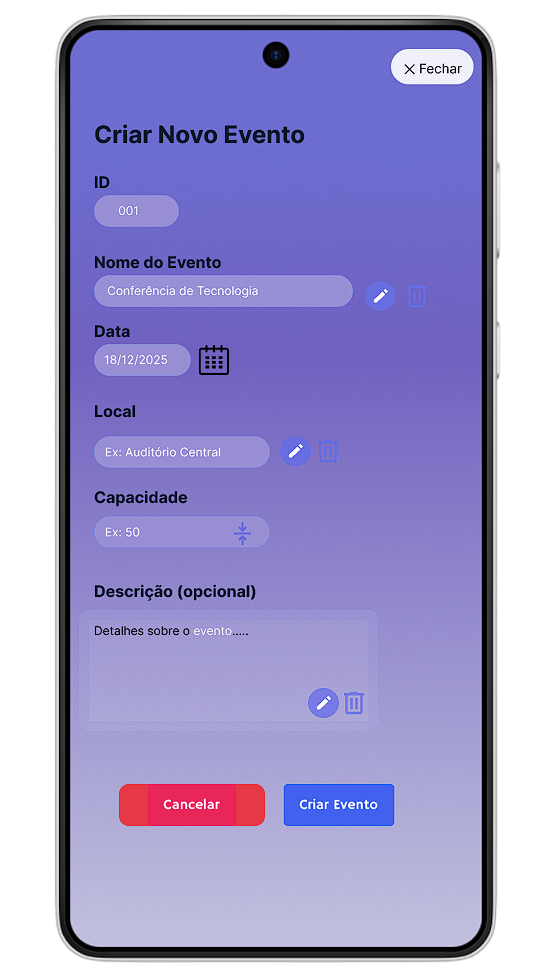 Fechar
Criar Novo Evento
ID
001
Nome do Evento
Conferência de Tecnologia
Data
18/12/2025
Local
Ex: Auditório Central
Capacidade
Ex: 50
Descrição (opcional)
Detalhes sobre o evento.....
Cancelar
Criar Evento